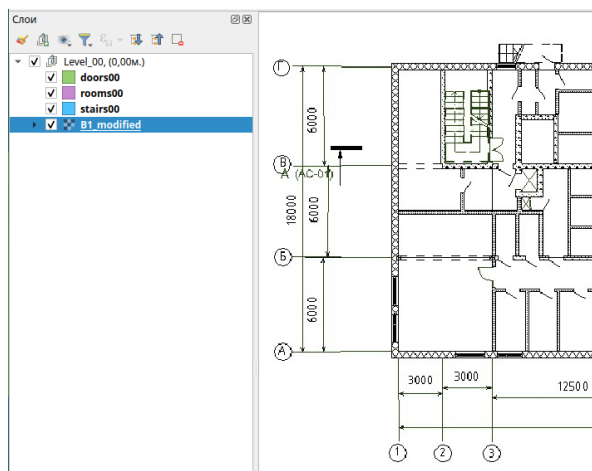 Слои
Level_00, (0,00м.)
doors00
rooms00
stairs00
B1_modified
Г
6000
В
А (АС-01)
18000
6000
Б
6000
А
3000
3000
12500
1
2
3